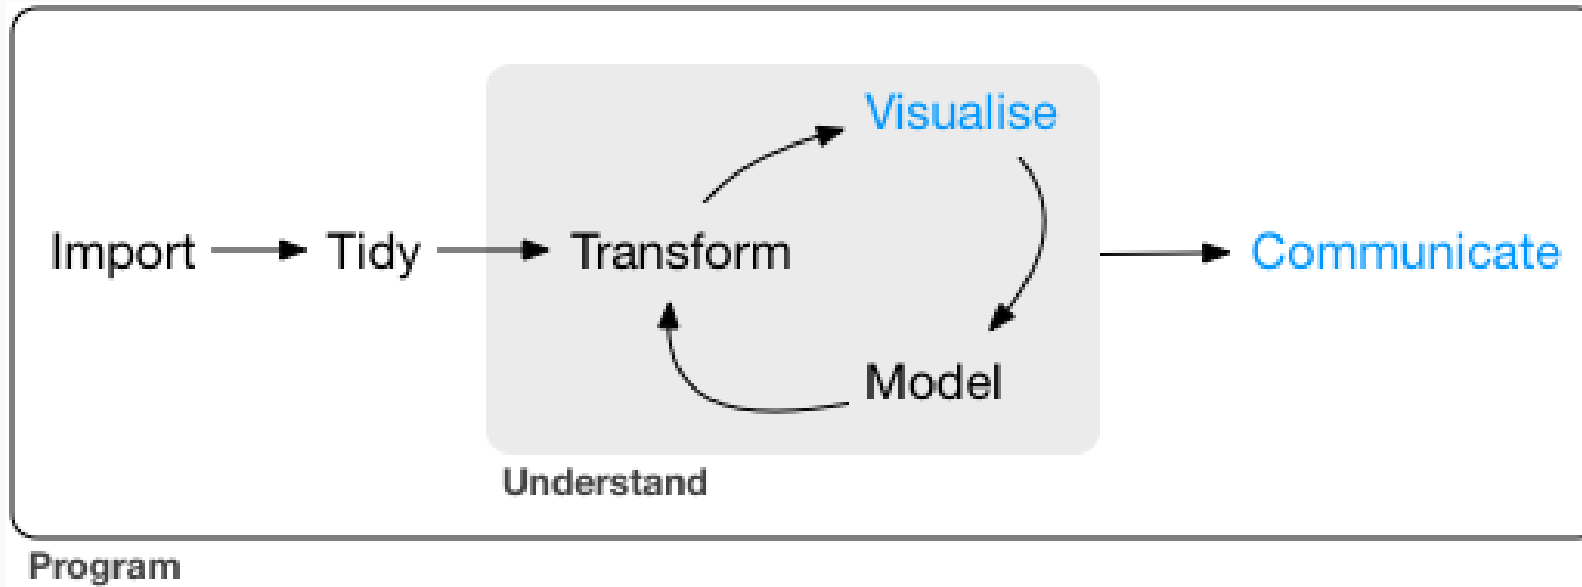 Visualise
Import Tidy Transform Communicate
Model
Understand
Program